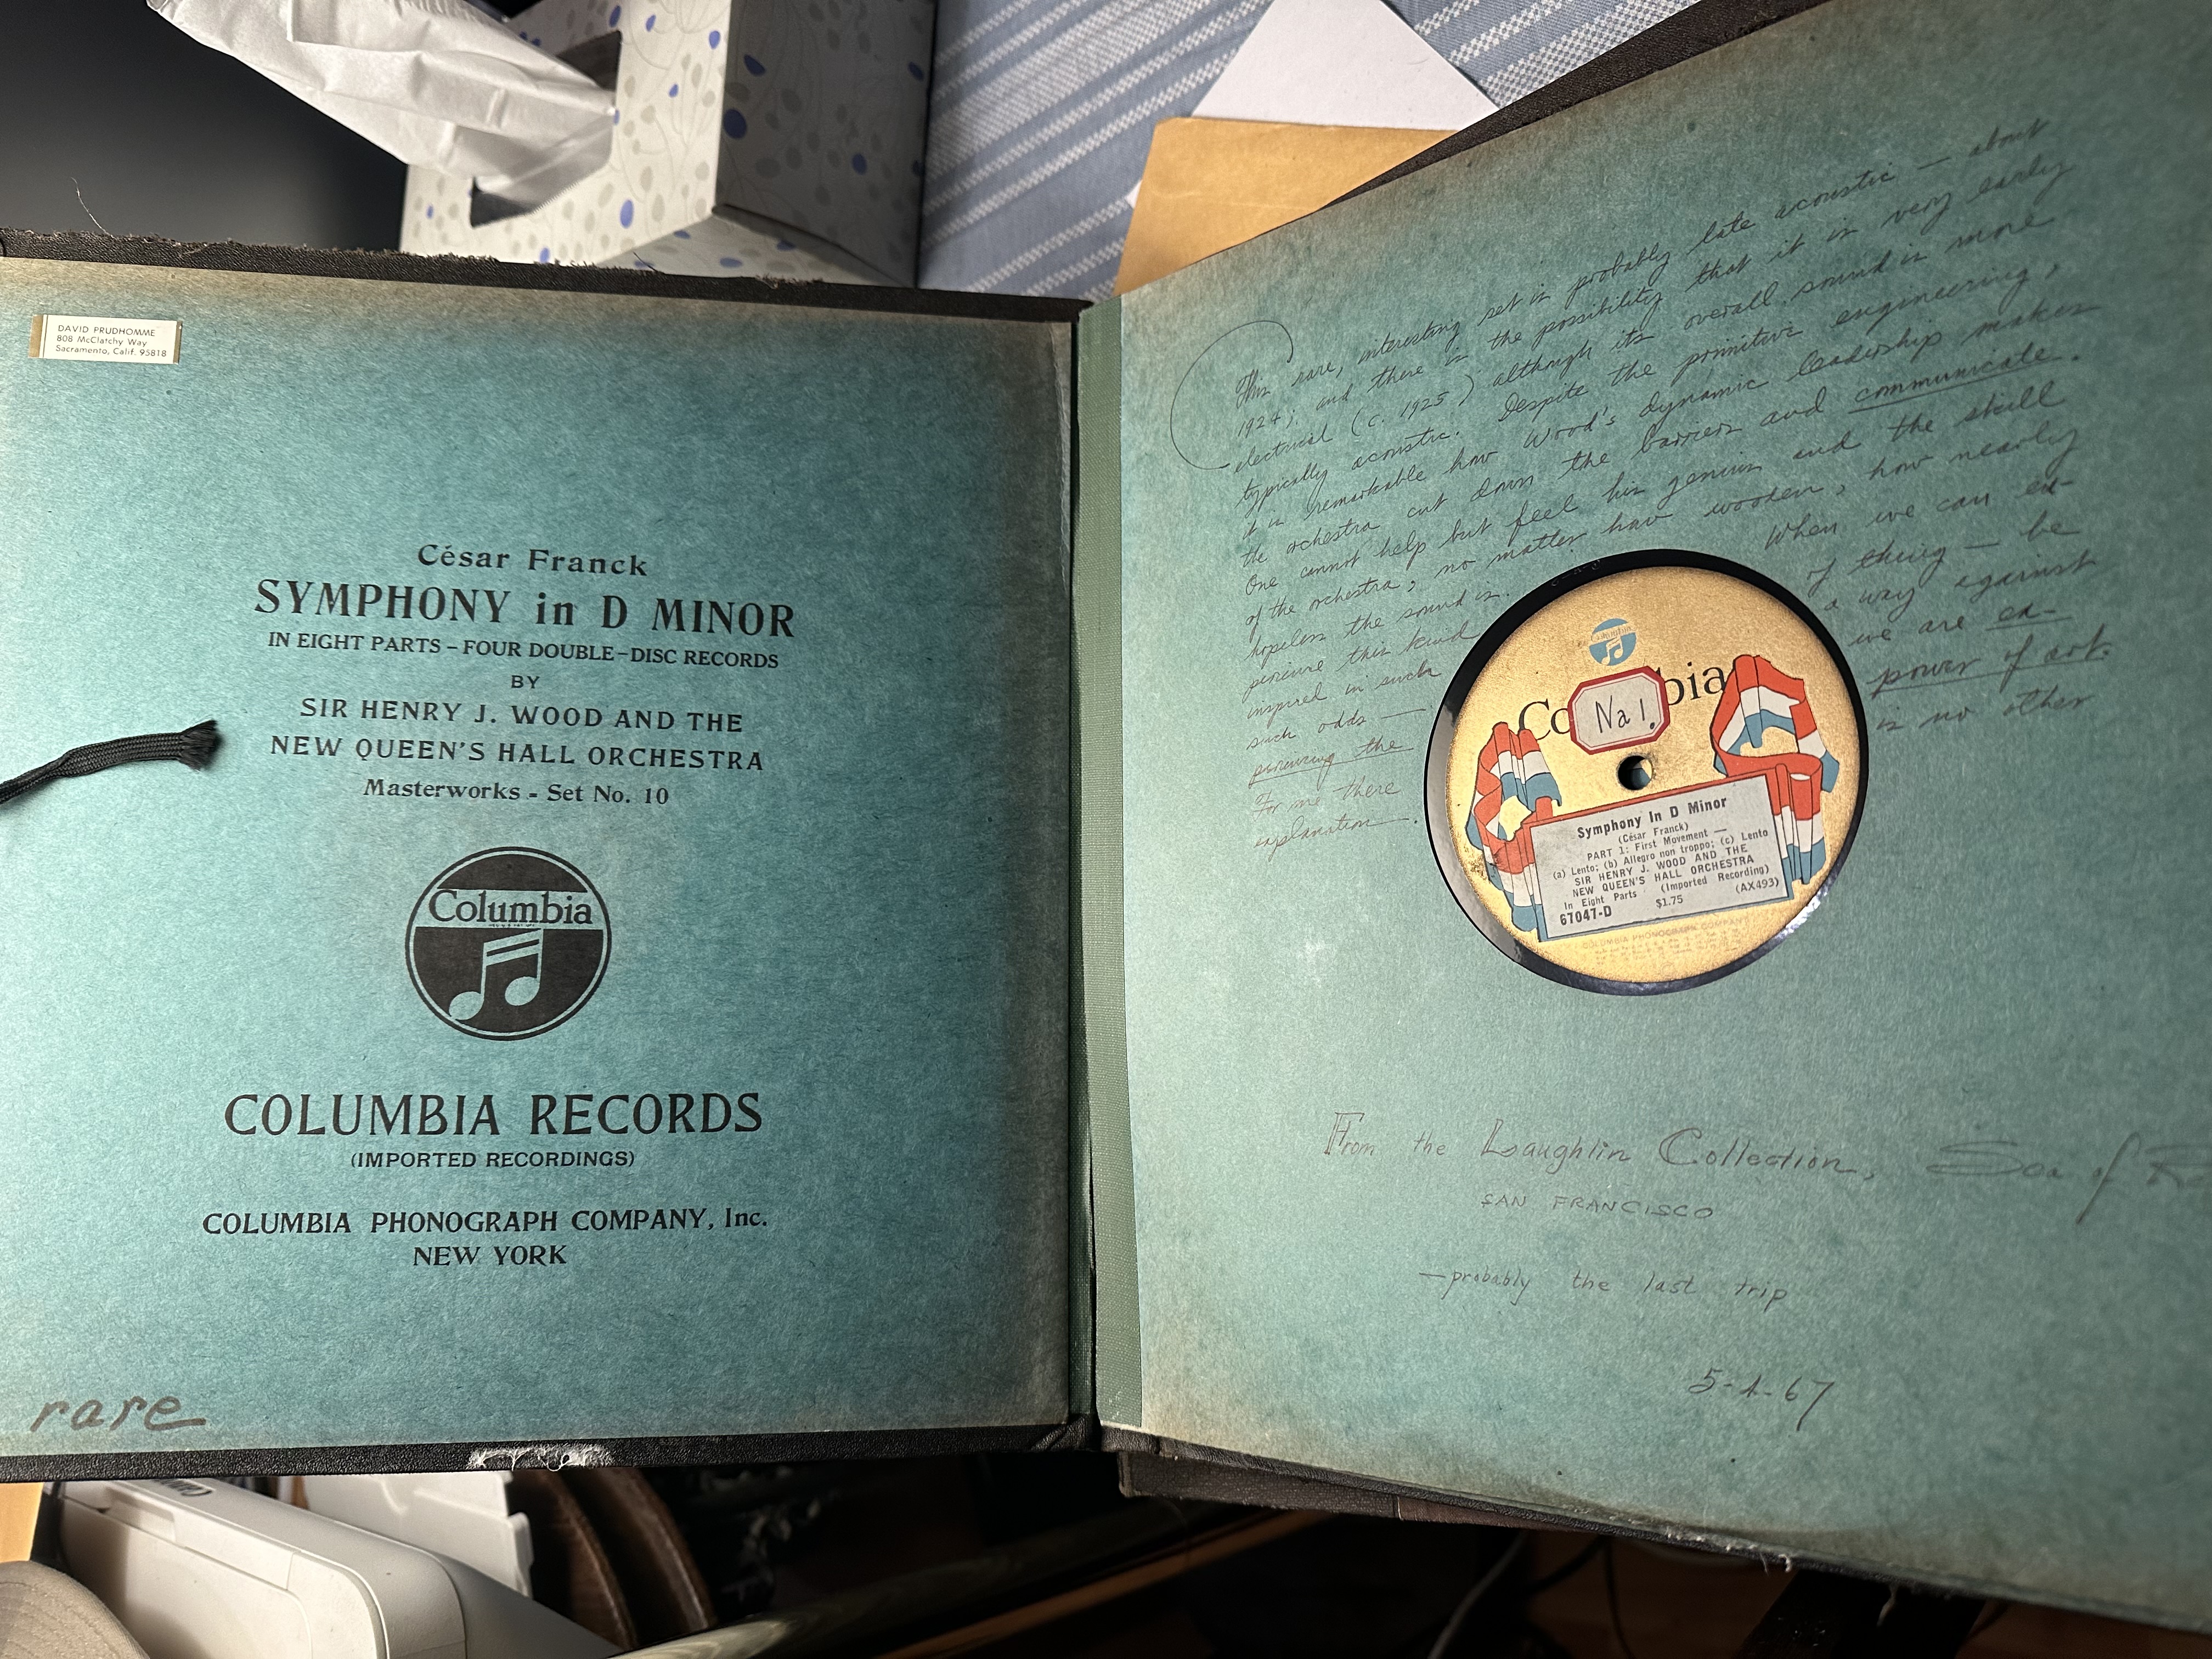 DAVID PRUDHOMME
808 McClatchy Way
Sacramento, Calif. 95818
César Franck
SYMPHONY in D MINOR
IN EIGHT PARTS – FOUR DOUBLE-DISC RECORDS
BY
SIR HENRY J. WOOD AND THE
NEW QUEEN'S HALL ORCHESTRA
Masterworks - Set No. 10
Columbia
COLUMBIA RECORDS
(IMPORTED RECORDINGS)
COLUMBIA PHONOGRAPH COMPANY, Inc.
NEW YORK
rare
This rare, interesting set is probably late acoustic — about
1924; and there is the possibility that it is very early
electrical (c. 1925) although its overall sound is more
typically acoustic. Despite the primitive engineering,
it is remarkable how Wood's dynamic leadership makes
the orchestra cut down the barriers and communicate.
One cannot help but feel his genius and the skill
of the orchestra, no matter how wooden, how nearly
hopeless the sound is. When we can
this kind of thing — be
inspired in such a way against
such odds — we are
the power of art.
For me there is no other
explanation.
Columbia
Co bia
Na 1.
Symphony In D Minor
(César Franck)
PART 1: First Movement —
(a) Lento; (b) Allegro non troppo; (c) Lento
SIR HENRY J. WOOD AND THE
NEW QUEEN'S HALL ORCHESTRA
In Eight Parts (Imported Recording)
67047-D $1.75 (AX493)
COLUMBIA PHONOGRAPH COMPANY
From the Laughlin Collection, Sea of
SAN FRANCISCO
—probably the last trip
5-1-67